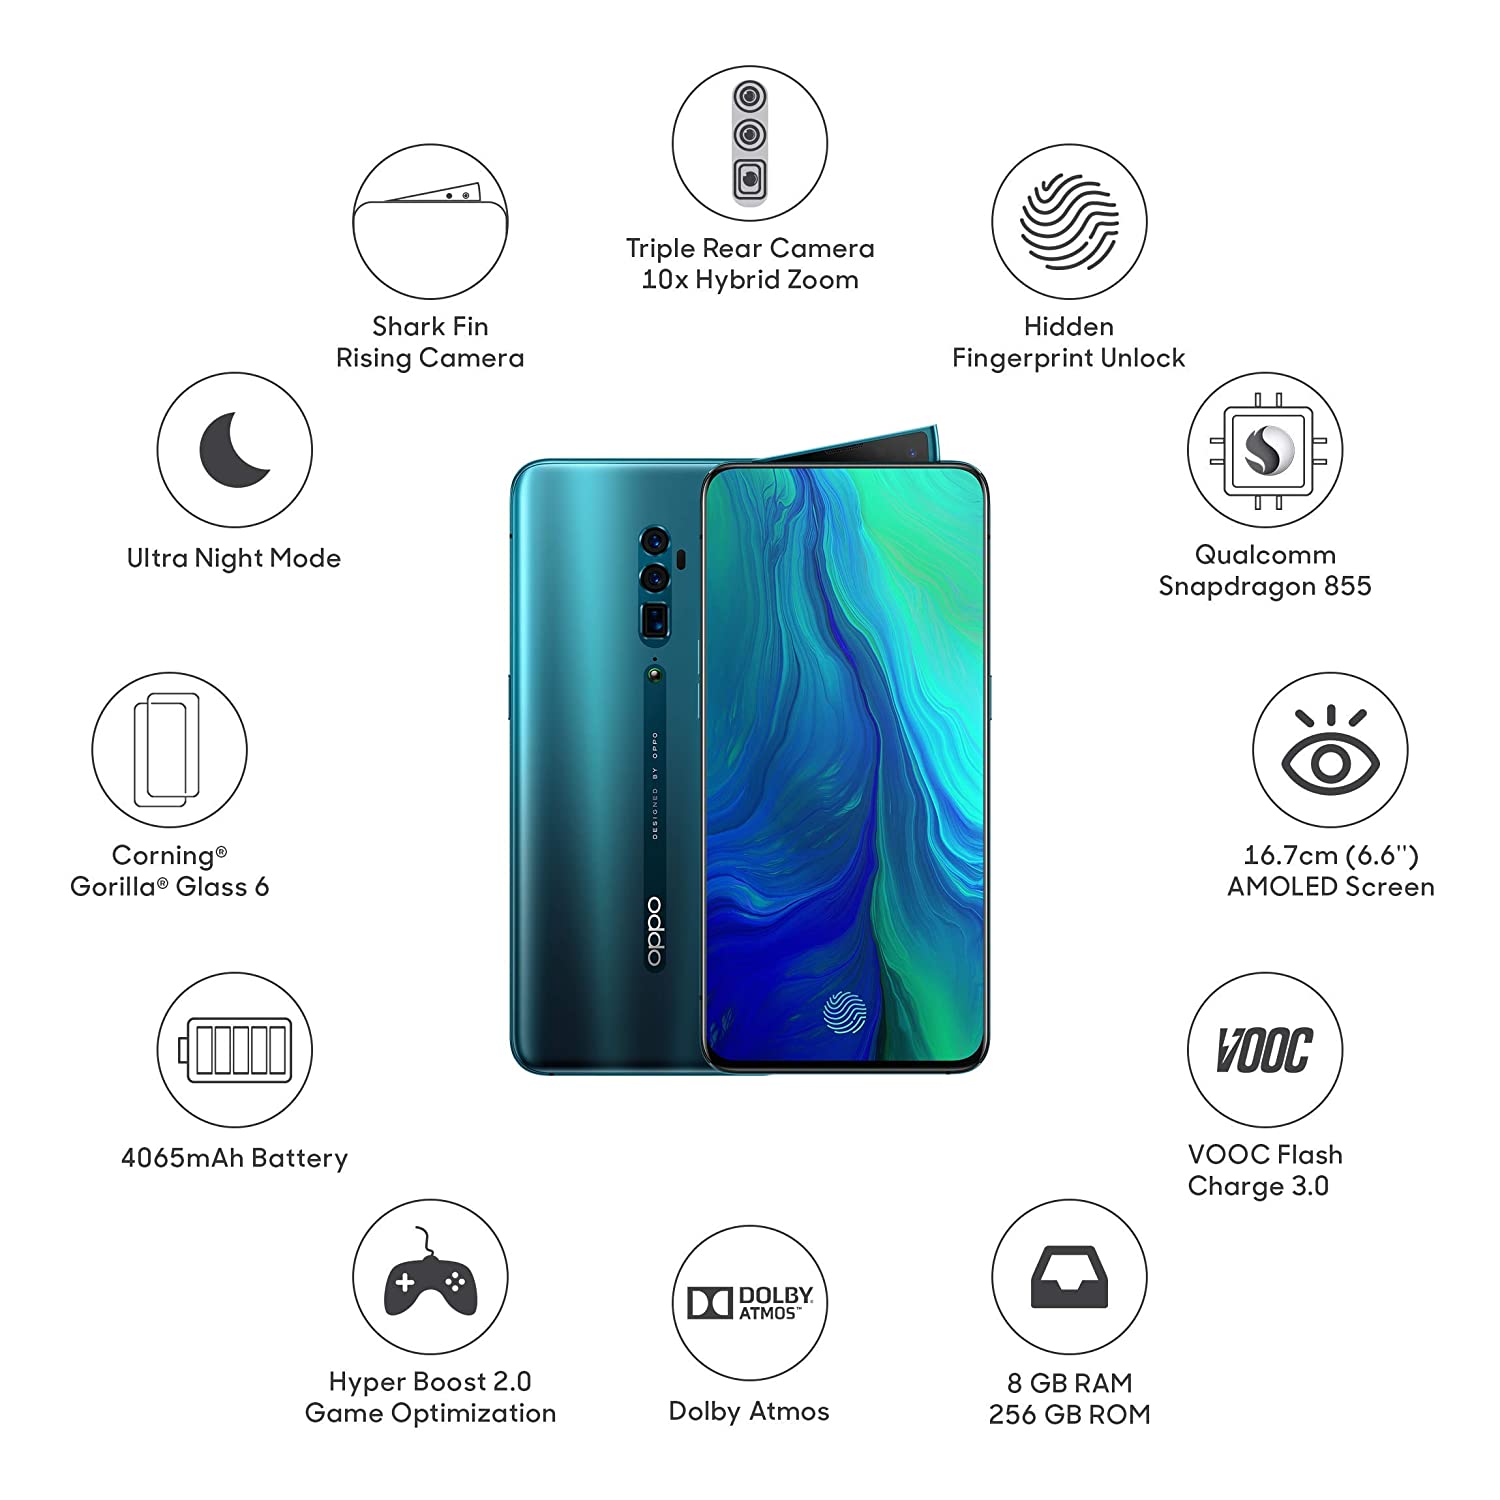 Triple Rear Camera
10x Hybrid Zoom
Shark Fin
Rising Camera
Hidden
Fingerprint Unlock
Ultra Night Mode
Qualcomm
Snapdragon 855
Corning®
Gorilla® Glass 6
16.7cm (6.6")
AMOLED Screen
DESIGNED BY OPPO
oppo
4065mAh Battery
VOOC
VOOC Flash
Charge 3.0
Hyper Boost 2.0
Game Optimization
DOLBY
ATMOS™
Dolby Atmos
8 GB RAM
256 GB ROM